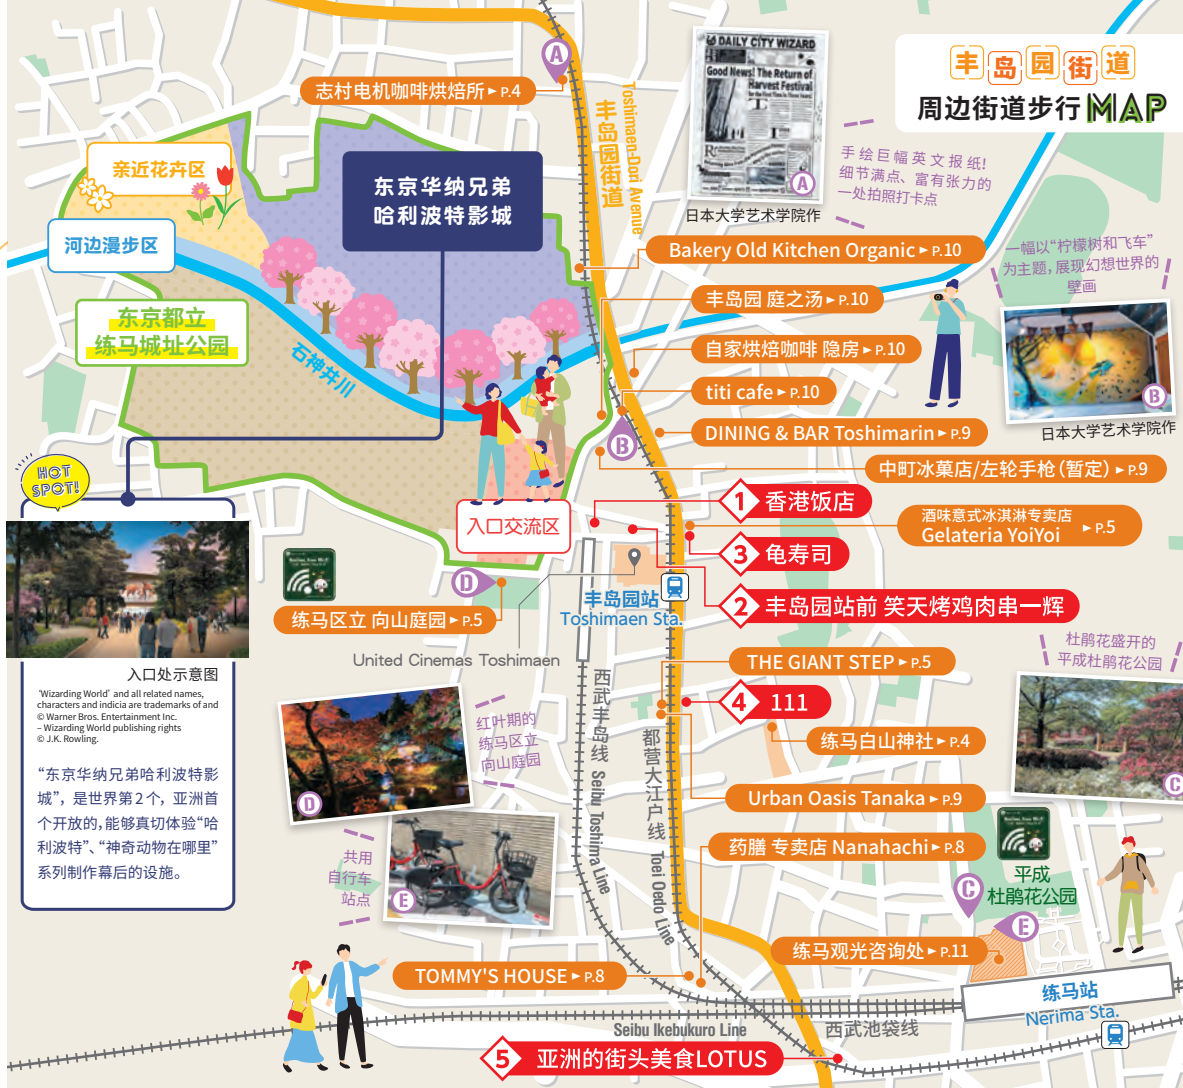 丰岛园街道
周边街道步行MAP
A
志村电机咖啡烘焙所►P.4
Toshimaen-Dori Avenue
丰岛园街道
DAILY CITY WIZARD
Good News! The Return of
Harvest Festival
A
日本大学艺术学院作
手绘巨幅英文报纸!
细节满点、富有张力的
一处拍照打卡点
亲近花卉区
河边漫步区
东京华纳兄弟
哈利波特影城
东京都立
练马城址公园
石神井川
Bakery Old Kitchen Organic►P.10
丰岛园 庭之汤►P.10
自家烘焙咖啡 隐房►P.10
titi cafe►P.10
B
DINING & BAR Toshimarin►P.9
中町冰菓店/左轮手枪(暂定)►P.9
一幅以“柠檬树和飞车”
为主题,展现幻想世界的
壁画
B
日本大学艺术学院作
1 香港饭店
酒味意式冰淇淋专卖店
Gelateria YoiYoi
►P.5
3 龟寿司
2 丰岛园站前 笑天烤鸡肉串一辉
入口交流区
HOT
SPOT!
D
练马区立 向山庭园►P.5
丰岛园站
Toshimaen Sta.
United Cinemas Toshimaen
入口处示意图
‘Wizarding World’ and all related names,
characters and indicia are trademarks of and
© Warner Bros. Entertainment Inc.
– Wizarding World publishing rights
© J.K. Rowling.
“东京华纳兄弟哈利波特影
城”，是世界第2个，亚洲首
个开放的,能够真切体验“哈
利波特”、“神奇动物在哪里”
系列制作幕后的设施。
THE GIANT STEP►P.5
4 111
练马白山神社►P.4
Urban Oasis Tanaka►P.9
药膳 专卖店 Nanahachi►P.8
杜鹃花盛开的
平成杜鹃花公园
C
红叶期的
练马区立
向山庭园
D
西武丰岛线 Seibu Toshima Line
都营大江户线 Toei Oedo Line
共用
自行车
站点
E
平成
杜鹃花公园
C
E
练马观光咨询处►P.11
TOMMY'S HOUSE►P.8
练马站
Nerima Sta.
Seibu Ikebukuro Line
西武池袋线
5 亚洲的街头美食LOTUS